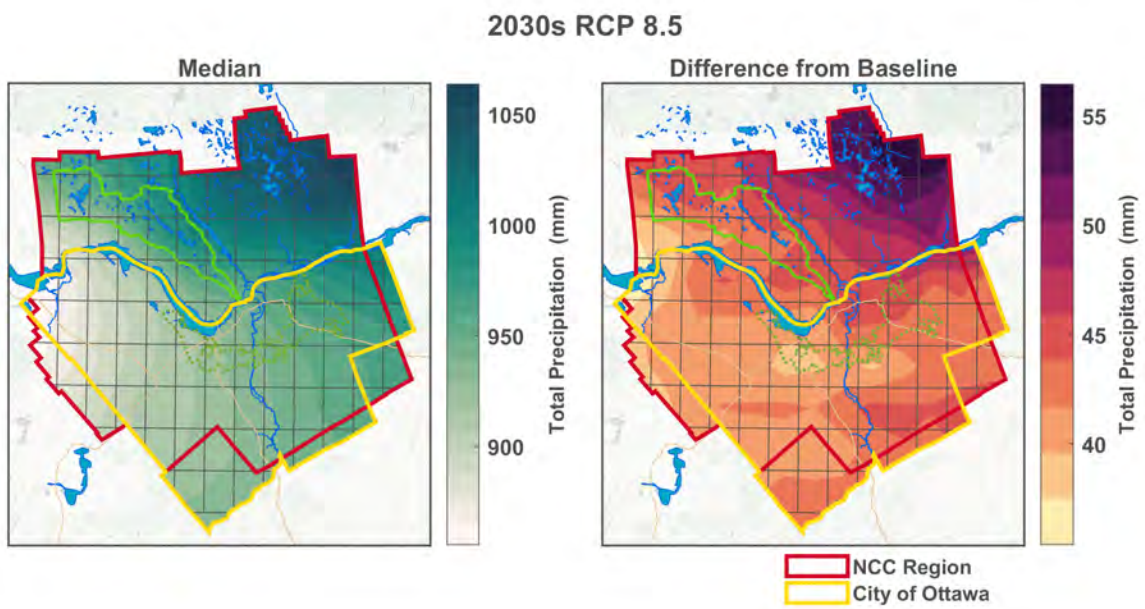 2030s RCP 8.5
Median
Difference from Baseline
1050
1000
950
900
Total Precipitation (mm)
55
50
45
40
Total Precipitation (mm)
NCC Region
City of Ottawa